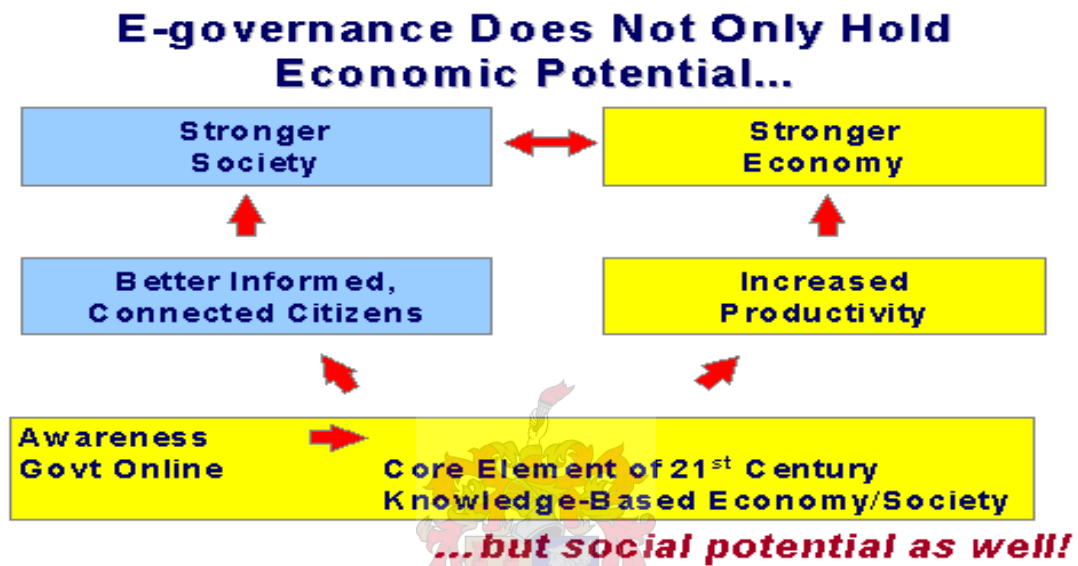 E-governance Does Not Only Hold
Economic Potential...
Stronger
Society
Stronger
Economy
Better Informed,
Connected Citizens
Increased
Productivity
Awareness
Govt Online
Core Element of 21st Century
Knowledge-Based Economy/Society
...but social potential as well!